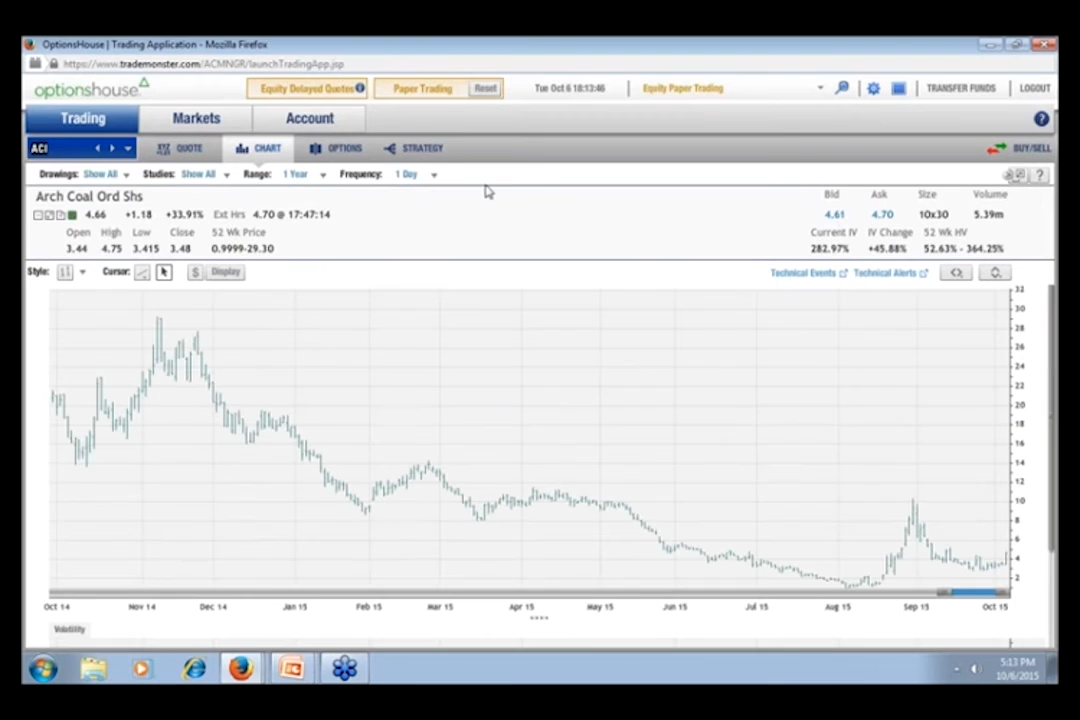 OptionsHouse | Trading Application - Mozilla Firefox
https://www.trademonster.com/ACMNGR/launchTradingApp.jsp
optionshouse. Equity Delayed Quotes Paper Trading Reset Tue Oct 6 18:13:46 Equity Paper Trading TRANSFER FUNDS LOGOUT
Trading Markets Account ?
ACI QUOTE CHART OPTIONS STRATEGY BUY/SELL
Drawings: Show All Studies: Show All Range: 1 Year Frequency: 1 Day ?
Arch Coal Ord Shs Bid Ask Size Volume
4.66 +1.18 +33.91% Ext Hrs 4.70 @ 17:47:14 4.61 4.70 10x30 5.39m
Open High Low Close 52 Wk Price Current IV IV Change 52 Wk HV
3.44 4.75 3.415 3.48 0.9999-29.30 282.97% +45.88% 52.63% - 364.25%
Style: Cursor: $ Display Technical Events Technical Alerts
32
30
28
26
24
22
20
18
16
14
12
10
8
6
4
2
Oct 14 Nov 14 Dec 14 Jan 15 Feb 15 Mar 15 Apr 15 May 15 Jun 15 Jul 15 Aug 15 Sep 15 Oct 15
Volatility
5:13 PM
10/6/2015